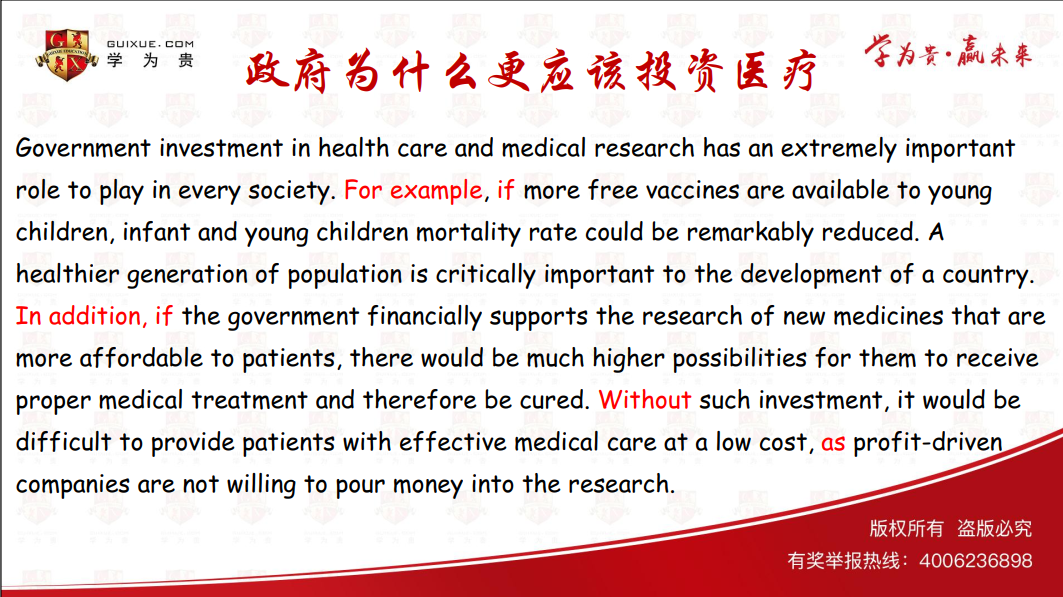 GUIXUE.COM
学为贵
政府为什么更应该投资医疗
学为贵·赢未来
Government investment in health care and medical research has an extremely important
role to play in every society. For example, if more free vaccines are available to young
children, infant and young children mortality rate could be remarkably reduced. A
healthier generation of population is critically important to the development of a country.
In addition, if the government financially supports the research of new medicines that are
more affordable to patients, there would be much higher possibilities for them to receive
proper medical treatment and therefore be cured. Without such investment, it would be
difficult to provide patients with effective medical care at a low cost, as profit-driven
companies are not willing to pour money into the research.
版权所有 盗版必究
有奖举报热线：4006236898